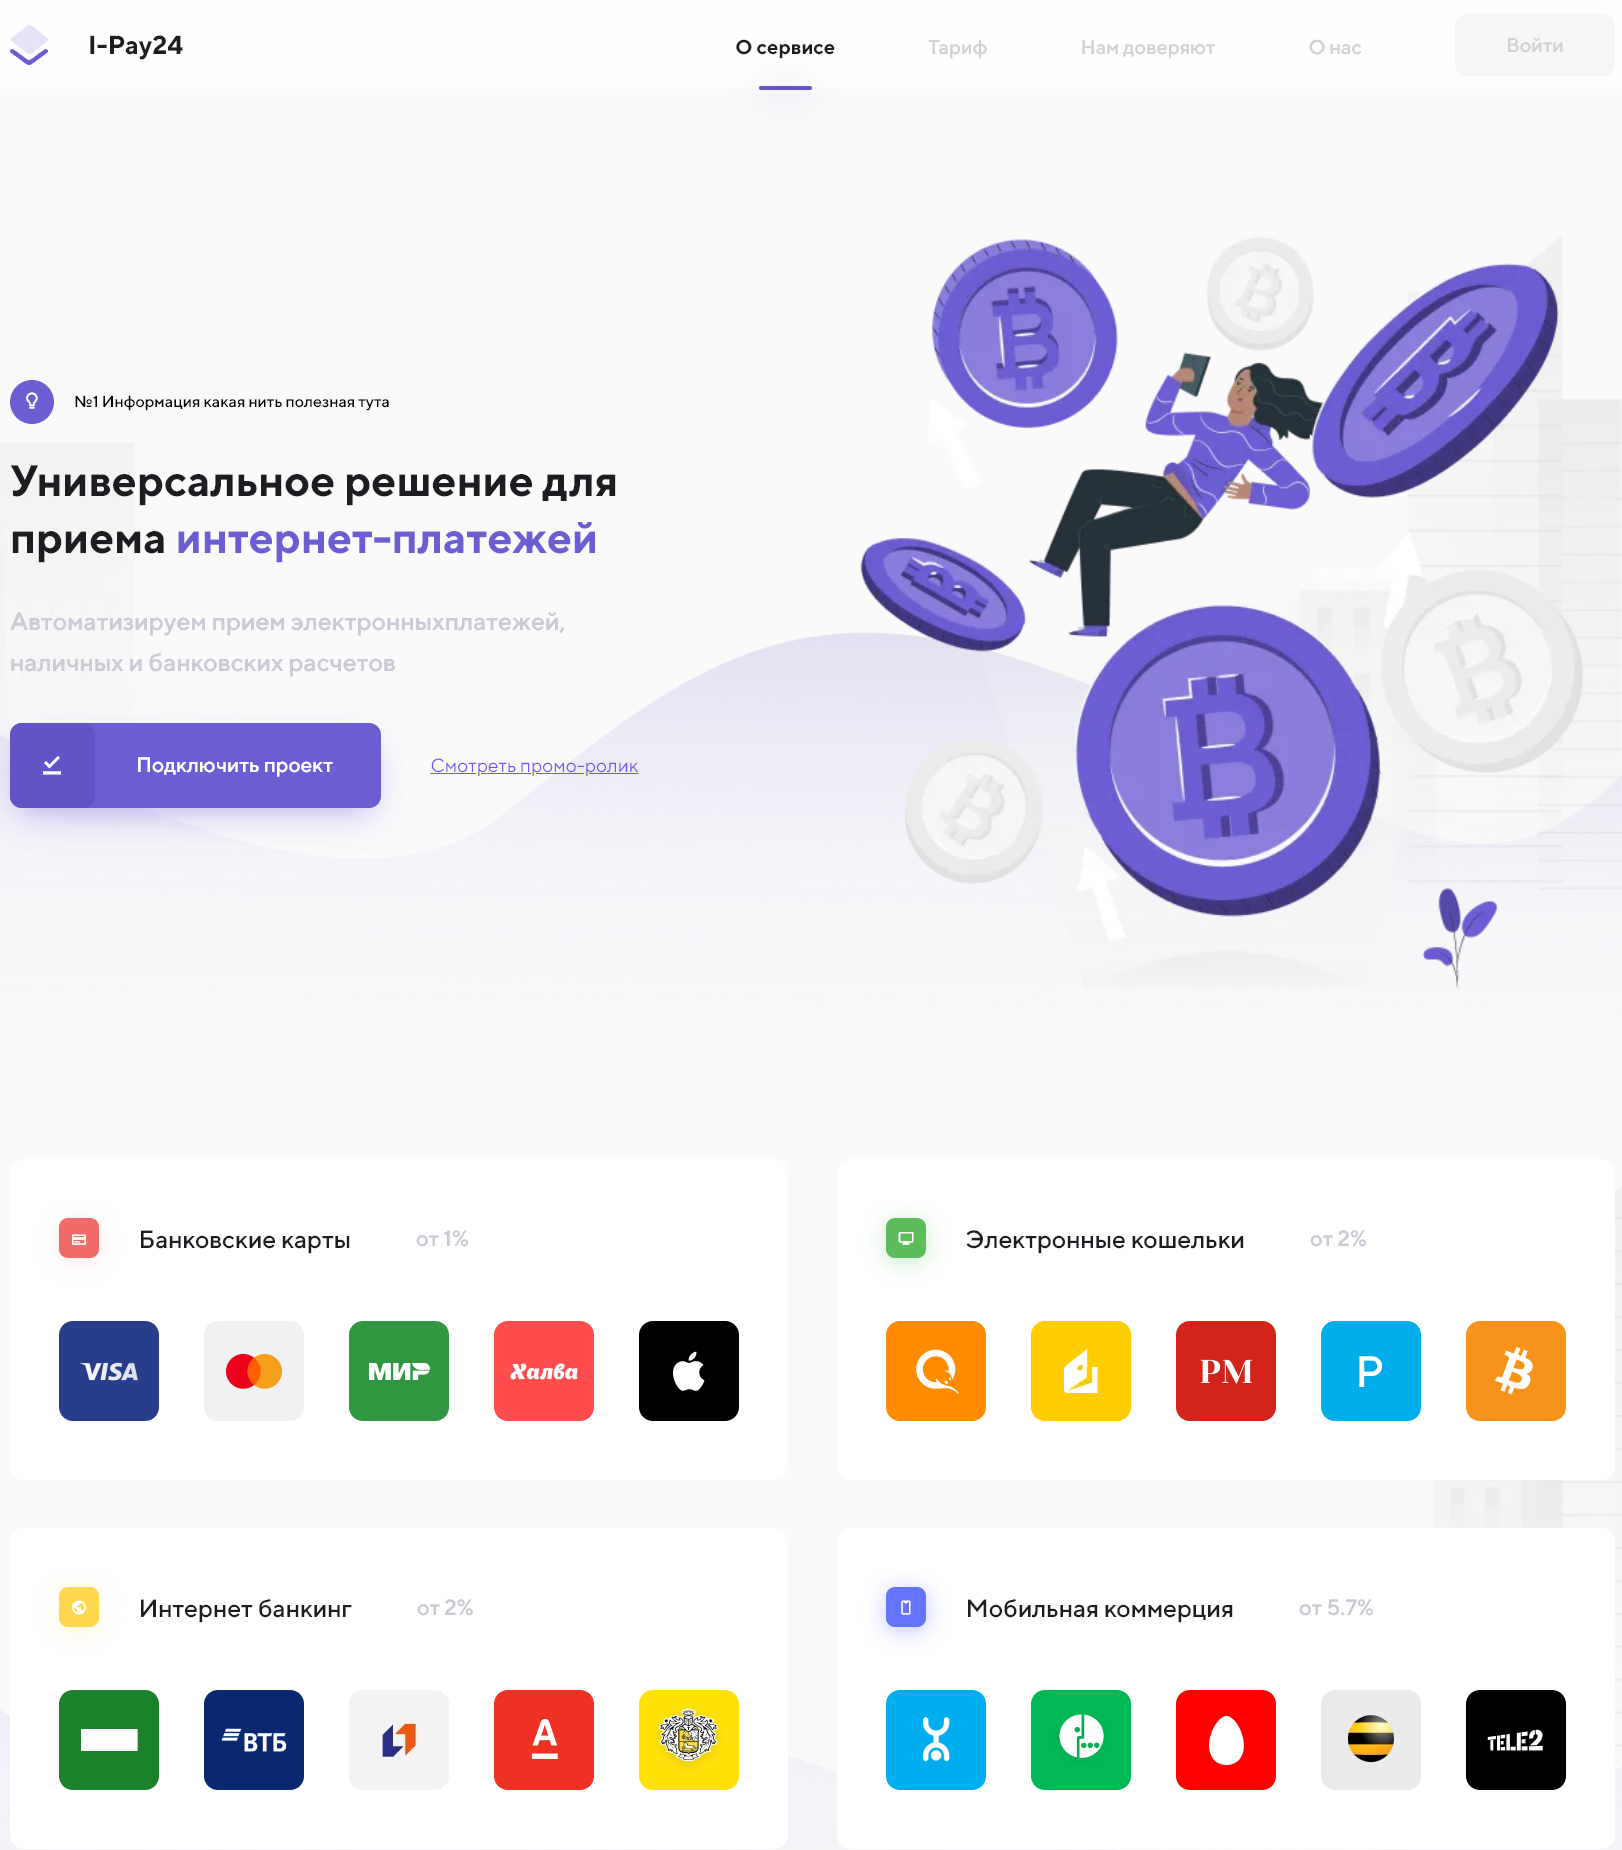 I-Pay24
О сервисе
Тариф
Нам доверяют
О нас
Войти
№1 Информация какая нить полезная тута
Универсальное решение для
приема интернет-платежей
Автоматизируем прием электронныхплатежей,
наличных и банковских расчетов
Подключить проект
Смотреть промо-ролик
Банковские карты
от 1%
VISA
МИР
Халва
Электронные кошельки
от 2%
PM
P
Интернет банкинг
от 2%
ВТБ
А
Мобильная коммерция
от 5.7%
TELE2